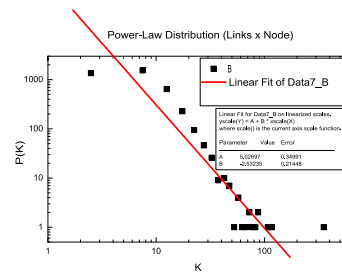 Power-Law Distribution (Links x Node)
B
Linear Fit of Data7_B
Linear Fit for Data7_B on linearized scales.
yscale(Y) = A + B * xscale(X)
where scale() is the current axis scale function.
Parameter Value Error
A 5,02697 0,34991
B -2,53235 0,21448
1000
100
10
1
P(K)
1 10 100
K